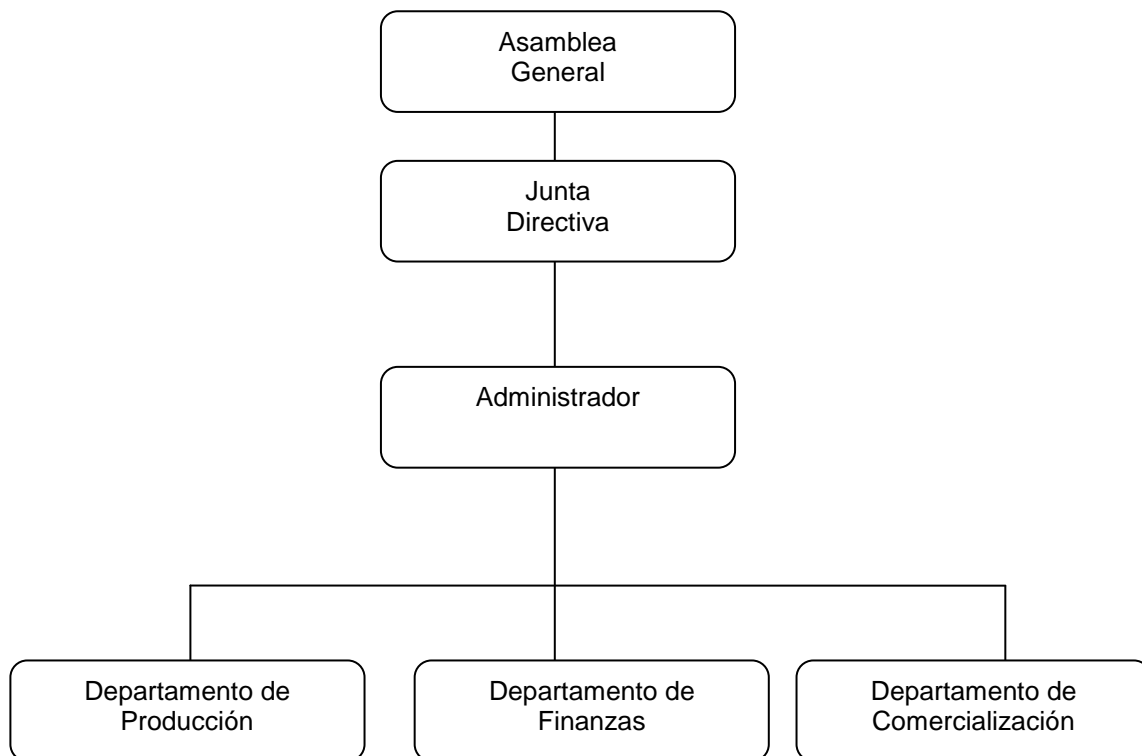 Asamblea
General
Junta
Directiva
Administrador
Departamento de
Producción
Departamento de
Finanzas
Departamento de
Comercialización